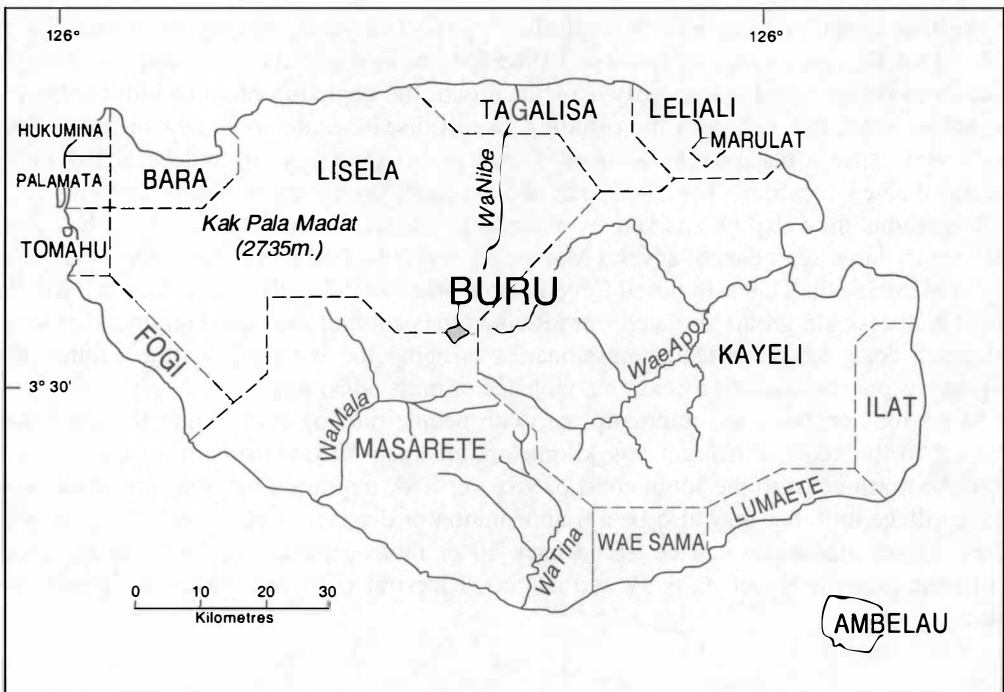 126°
126°
HUKUMINA
PALAMATA
TOMAHU
BARA
LISELA
TAGALISA
LELIALI
MARULAT
WaNibe
Kak Pala Madat
(2735m.)
BURU
FOGI
3° 30'
WaeApo
KAYELI
ILAT
WaMala
MASARETE
LUMAETE
WAE SAMA
WaTina
0 10 20 30
Kilometres
AMBELAU